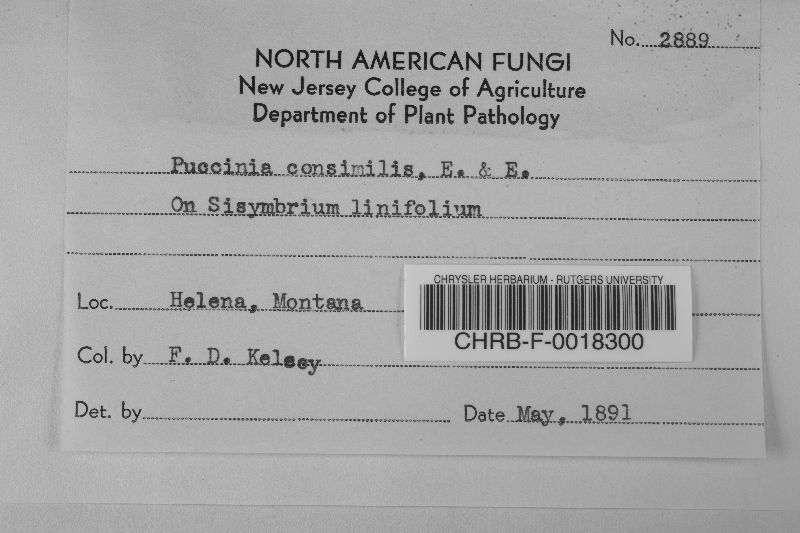 No. 2889
NORTH AMERICAN FUNGI
New Jersey College of Agriculture
Department of Plant Pathology
Puccinia consimilis, E. & E.
On Sisymbrium linifolium
CHRYSLER HERBARIUM - RUTGERS UNIVERSITY
CHRB-F-0018300
Loc. Helena, Montana
Col. by F. D. Kelsey
Det. by
Date May, 1891